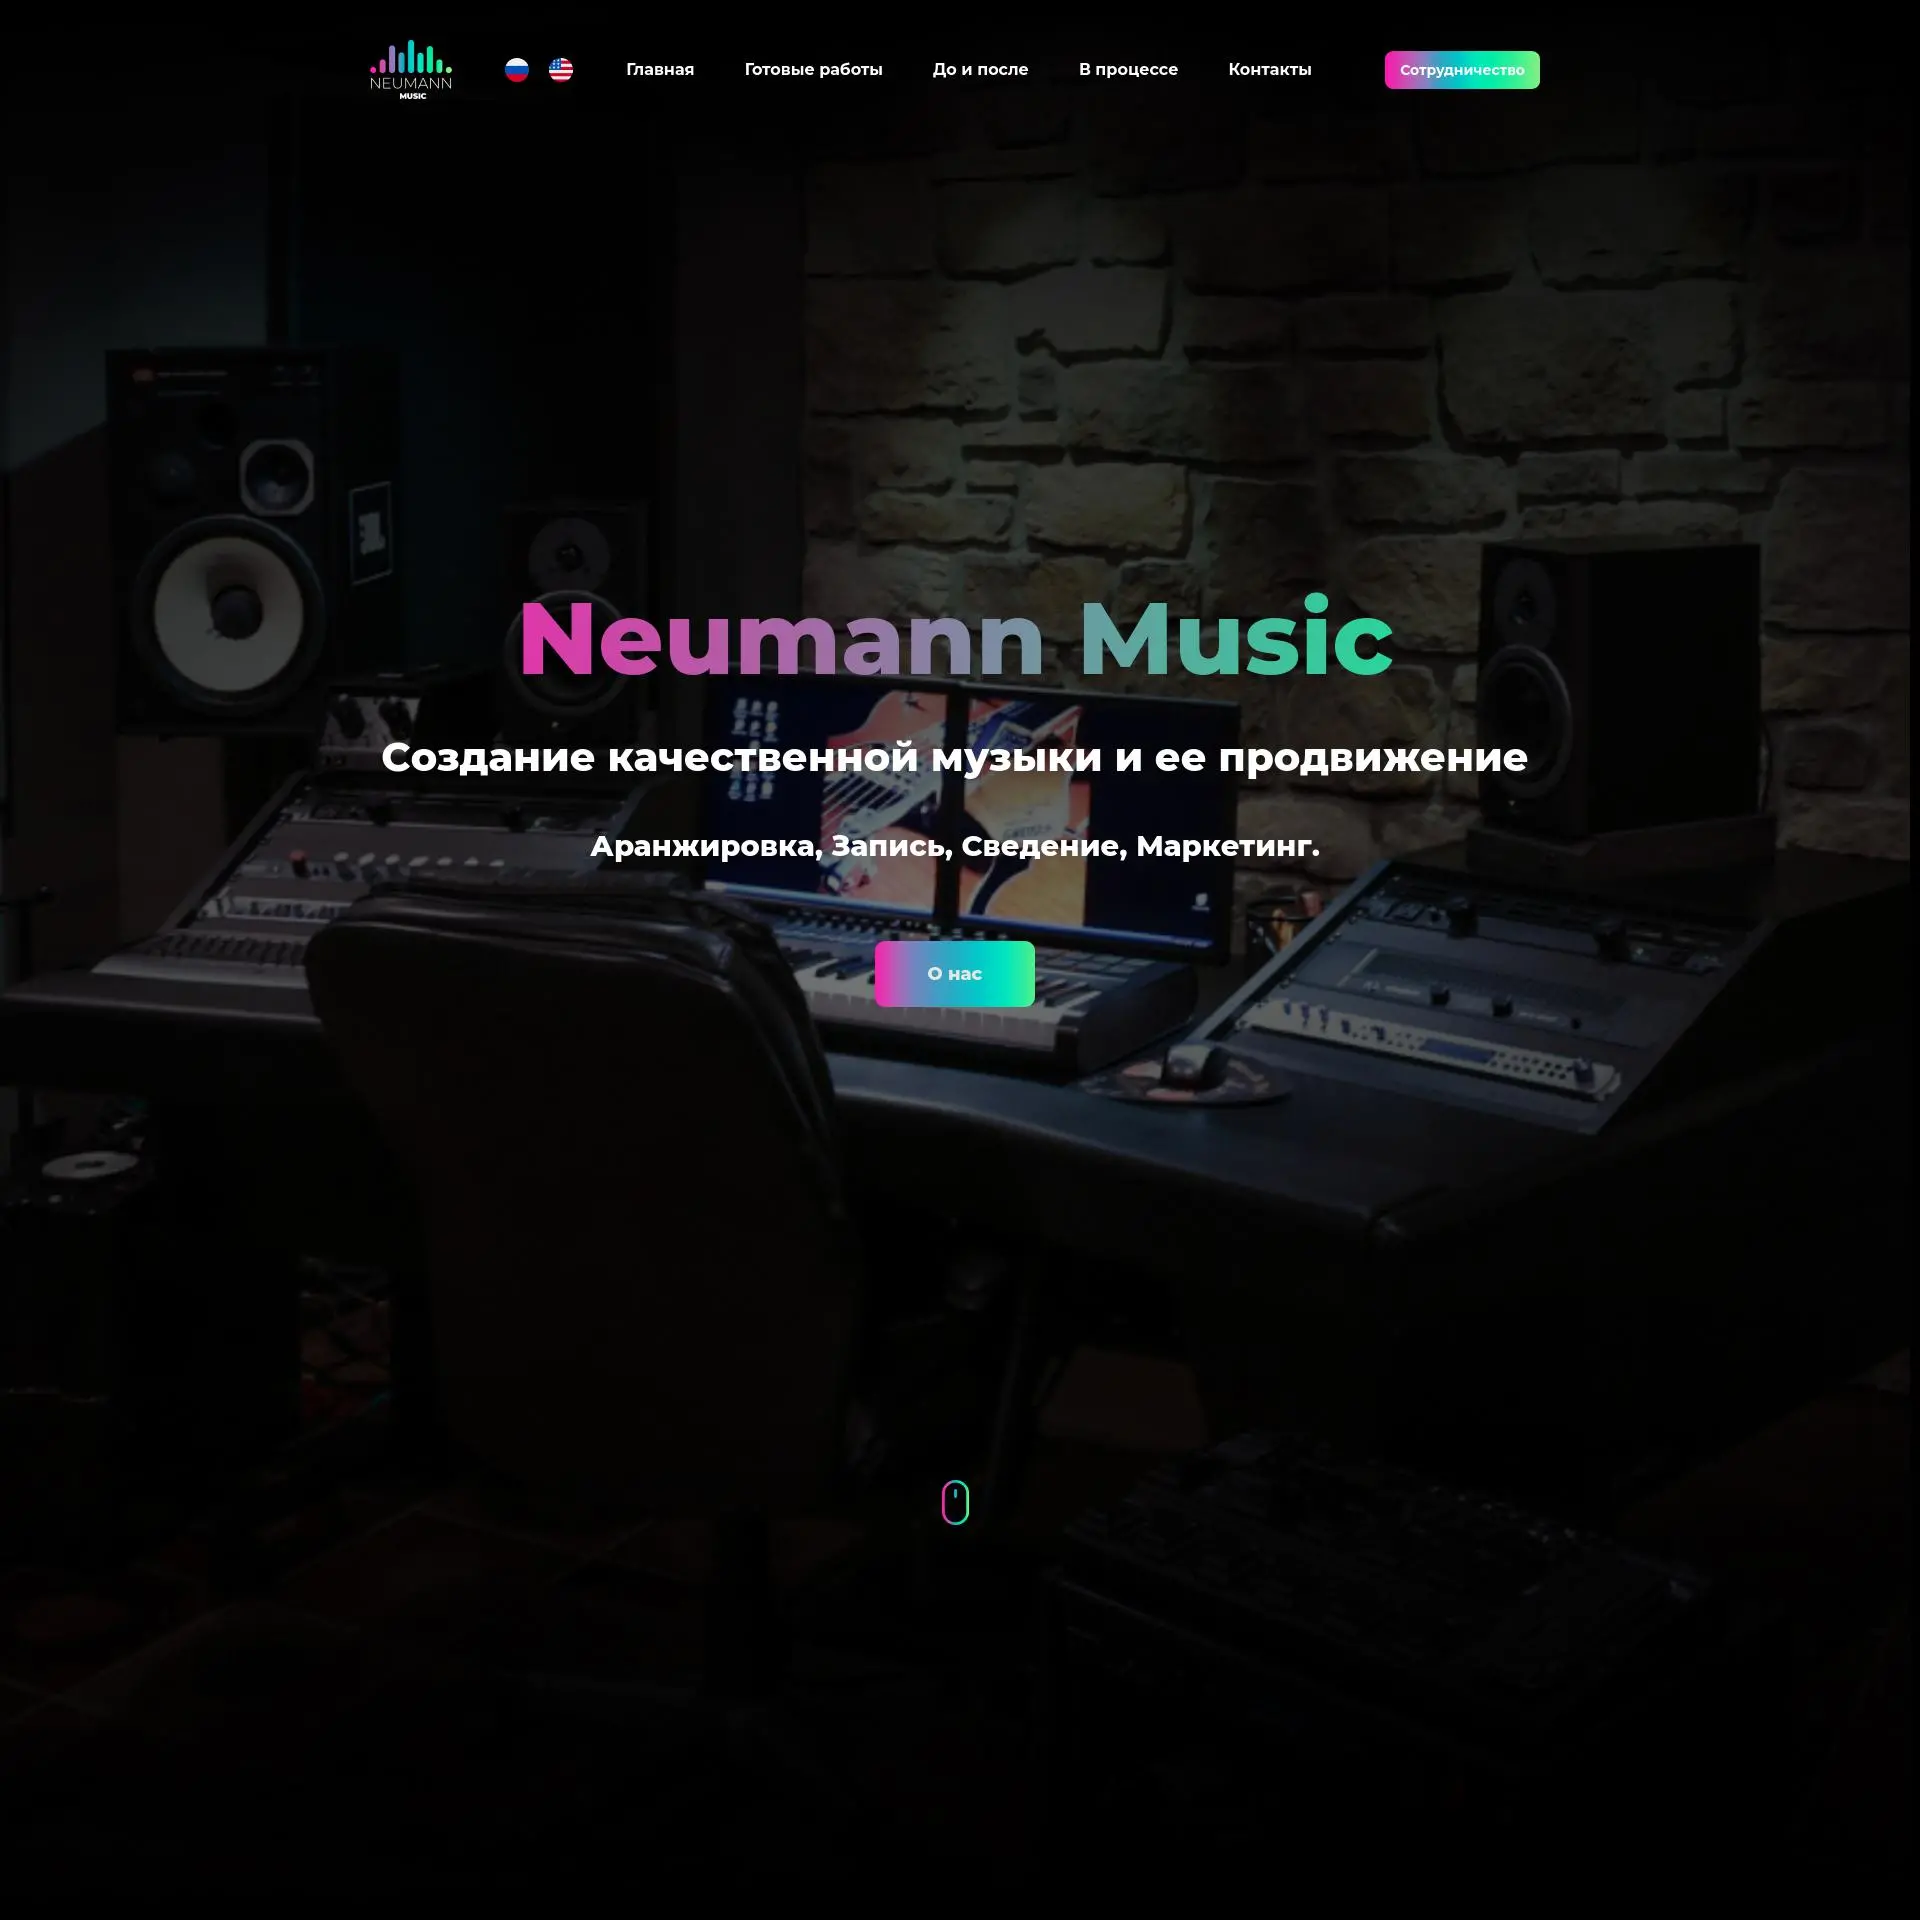 NEUMANN
MUSIC
Главная
Готовые работы
До и после
В процессе
Контакты
Сотрудничество
Neumann Music
Создание качественной музыки и ее продвижение
Аранжировка, Запись, Сведение, Маркетинг.
О нас